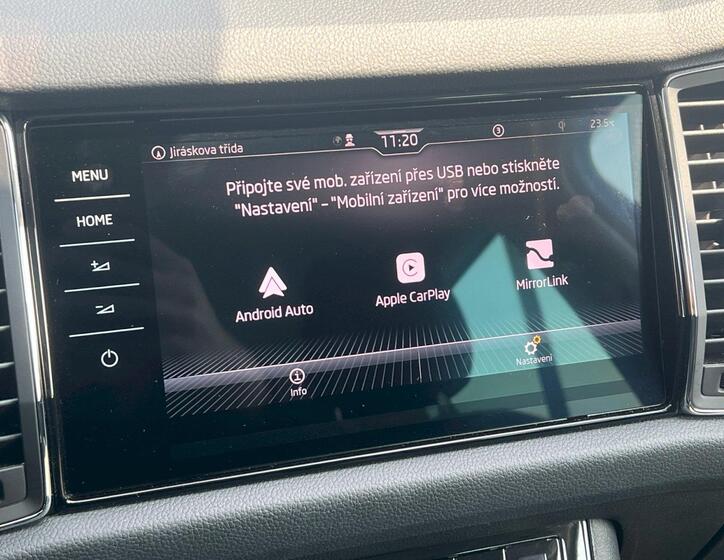 Jiráskova třída
11:20
3
23.5°C
MENU
HOME
Připojte své mob. zařízení přes USB nebo stiskněte
"Nastavení" – "Mobilní zařízení" pro více možností.
Android Auto
Apple CarPlay
MirrorLink
Info
Nastavení